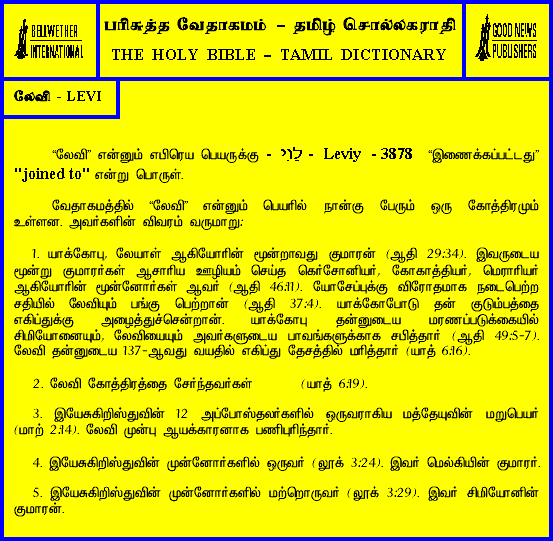 BELLWETHER
INTERNATIONAL
பரிசுத்த வேதாகமம் – தமிழ் சொல்லகராதி
THE HOLY BIBLE – TAMIL DICTIONARY
GOOD NEWS
PUBLISHERS
லேவி - LEVI
“லேவி” என்னும் எபிரெய பெயருக்கு - לֵוִי - Leviy - 3878 “இணைக்கப்பட்டது”
"joined to" என்று பொருள்.
வேதாகமத்தில் “லேவி” என்னும் பெயரில் நான்கு பேரும் ஒரு கோத்திரமும்
உள்ளன. அவர்களின் விவரம் வருமாறு:
1. யாக்கோபு, லேயாள் ஆகியோரின் மூன்றாவது குமாரன் (ஆதி 29:34). இவருடைய
மூன்று குமாரர்கள் ஆசாரிய ஊழியம் செய்த கெர்சோனியர், கோகாத்தியர், மெராரியர்
ஆகியோரின் மூன்னோர்கள் ஆவர் (ஆதி 46:11). யோசேப்புக்கு விரோதமாக நடைபெற்ற
சதியில் லேவியும் பங்கு பெற்றான் (ஆதி 37:4). யாக்கோபோடு தன் குடும்பத்தை
எகிப்துக்கு அழைத்துச்சென்றான். யாக்கோபு தன்னுடைய மரணப்படுக்கையில்
சிமியோனையும், லேவியையும் அவர்களுடைய பாவங்களுக்காக சபித்தார் (ஆதி 49:5-7).
லேவி தன்னுடைய 137-ஆவது வயதில் எகிப்து தேசத்தில் மரித்தார் (யாத் 6:16).
2. லேவி கோத்திரத்தை சேர்ந்தவர்கள் (யாத் 6:19).
3. இயேசுகிறிஸ்துவின் 12 அப்போஸ்தலர்களில் ஒருவராகிய மத்தேயுவின் மறுபெயர்
(மாற் 2:14). லேவி முன்பு ஆயக்காரனாக பணிபுரிந்தார்.
4. இயேசுகிறிஸ்துவின் முன்னோர்களில் ஒருவர் (லூக் 3:24). இவர் மெல்கியின் குமாரர்.
5. இயேசுகிறிஸ்துவின் முன்னோர்களில் மற்றொருவர் (லூக் 3:29). இவர் சிமியோனின்
குமாரன்.